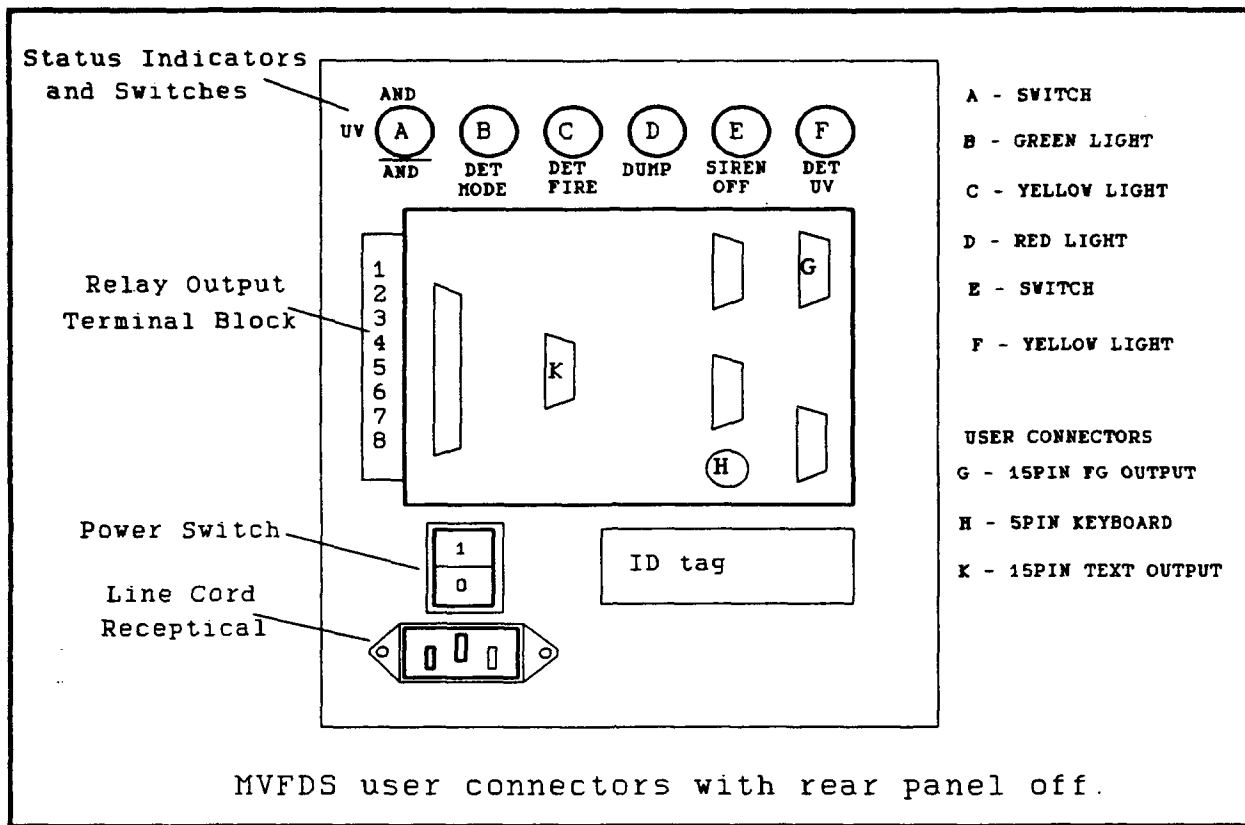 Status Indicators
and Switches
AND
UV
A
B
C
D
E
F
AND
DET
MODE
DET
FIRE
DUMP
SIREN
OFF
DET
UV
Relay Output
Terminal Block
1
2
3
4
5
6
7
8
G
K
H
Power Switch
1
0
ID tag
Line Cord
Receptical
A - SWITCH
B - GREEN LIGHT
C - YELLOW LIGHT
D - RED LIGHT
E - SWITCH
F - YELLOW LIGHT
USER CONNECTORS
G - 15PIN FG OUTPUT
H - 5PIN KEYBOARD
K - 15PIN TEXT OUTPUT
MVFDS user connectors with rear panel off.